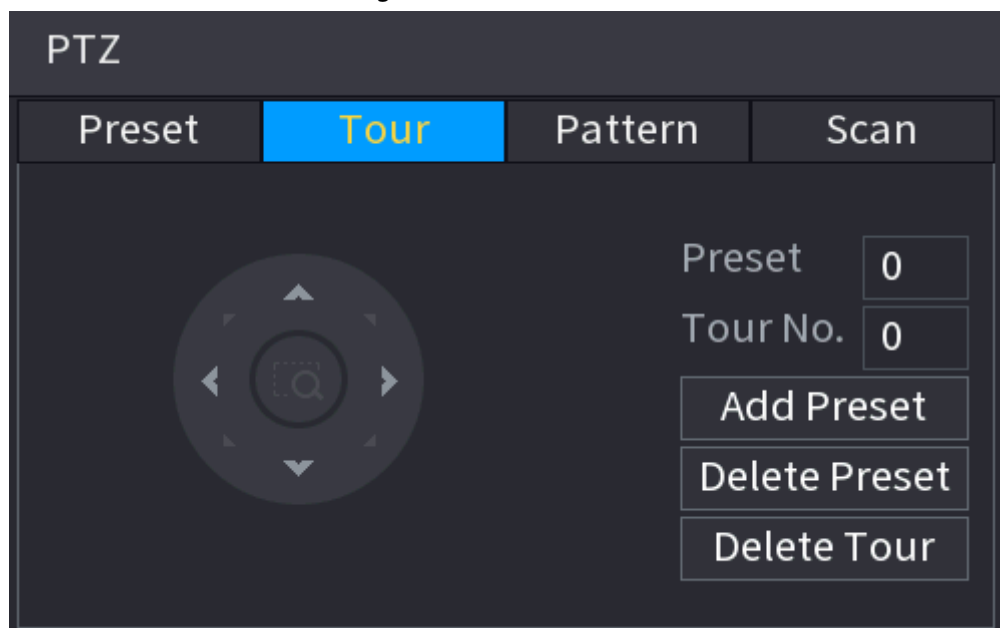 PTZ
Preset Tour Pattern Scan
Preset 0
Tour No. 0
Add Preset
Delete Preset
Delete Tour